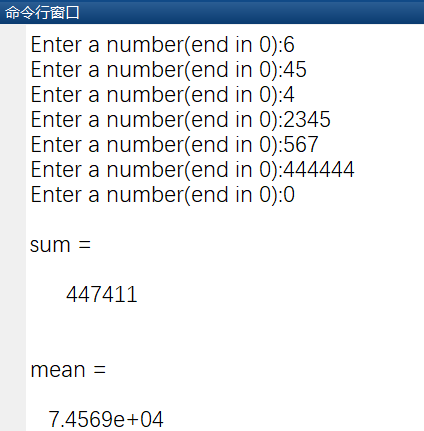 命令行窗口
Enter a number(end in 0):6
Enter a number(end in 0):45
Enter a number(end in 0):4
Enter a number(end in 0):2345
Enter a number(end in 0):567
Enter a number(end in 0):444444
Enter a number(end in 0):0
sum =
447411
mean =
7.4569e+04